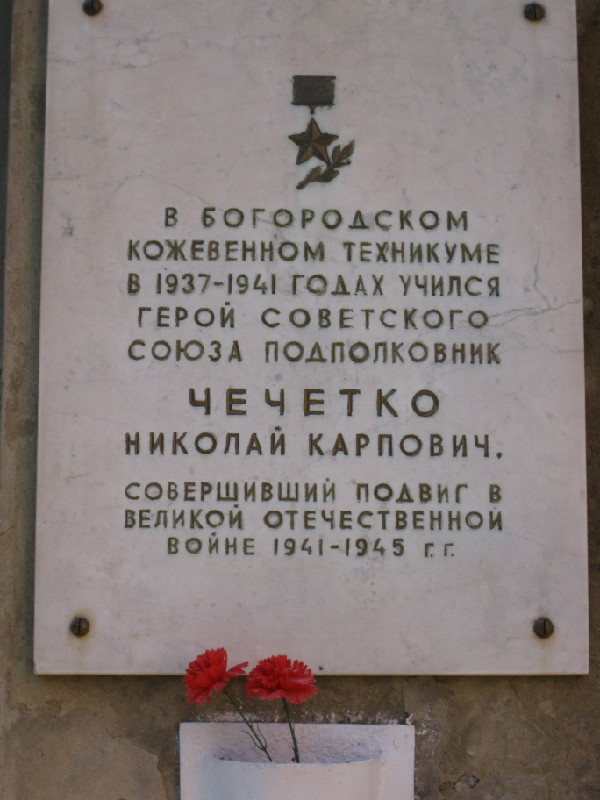 В БОГОРОДСКОМ
КОЖЕВЕННОМ ТЕХНИКУМЕ
В 1937-1941 ГОДАХ УЧИЛСЯ
ГЕРОЙ СОВЕТСКОГО
СОЮЗА ПОДПОЛКОВНИК
ЧЕЧЕТКО
НИКОЛАЙ КАРПОВИЧ,
СОВЕРШИВШИЙ ПОДВИГ В
ВЕЛИКОЙ ОТЕЧЕСТВЕННОЙ
ВОЙНЕ 1941-1945 Г.Г.